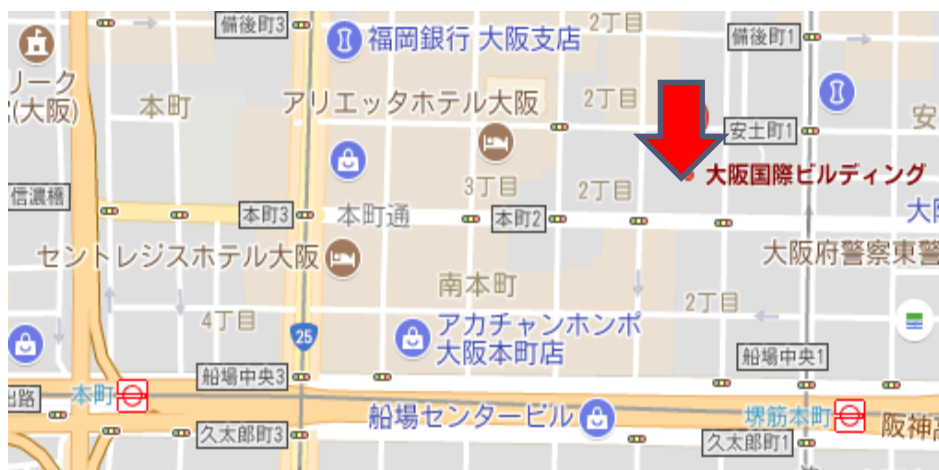 備後町3
福岡銀行 大阪支店
2丁目
備後町1
リーク
(大阪)
本町
アリエッタホテル大阪
2丁目
安土町1
安
3丁目
2丁目
大阪国際ビルディング
信濃橋
本町3
本町通
本町2
大阪
セントレジスホテル大阪
大阪府警察東警
南本町
2丁目
4丁目
25
アカチャンホンポ
大阪本町店
船場中央3
船場中央1
出路
本町
船場センタービル
堺筋本町
阪神高
久太郎町3
久太郎町1